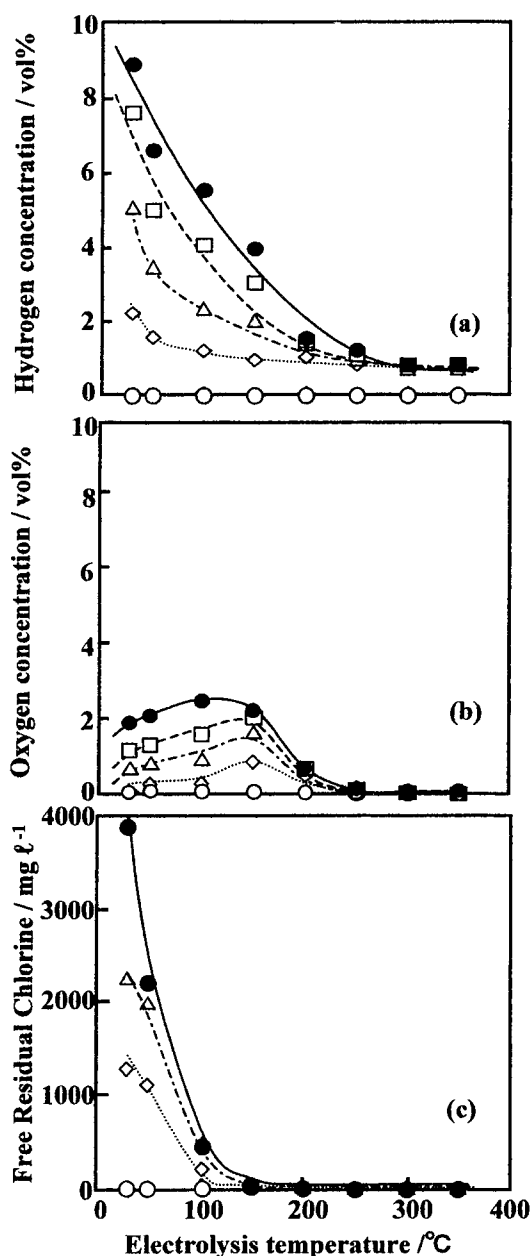 Hydrogen concentration / vol%
10
8
6
4
2
0
(a)
Oxygen concentration / vol%
10
8
6
4
2
0
(b)
Free Residual Chlorine / mg ℓ⁻¹
4000
3000
2000
1000
0
(c)
0 100 200 300 400
Electrolysis temperature /°C